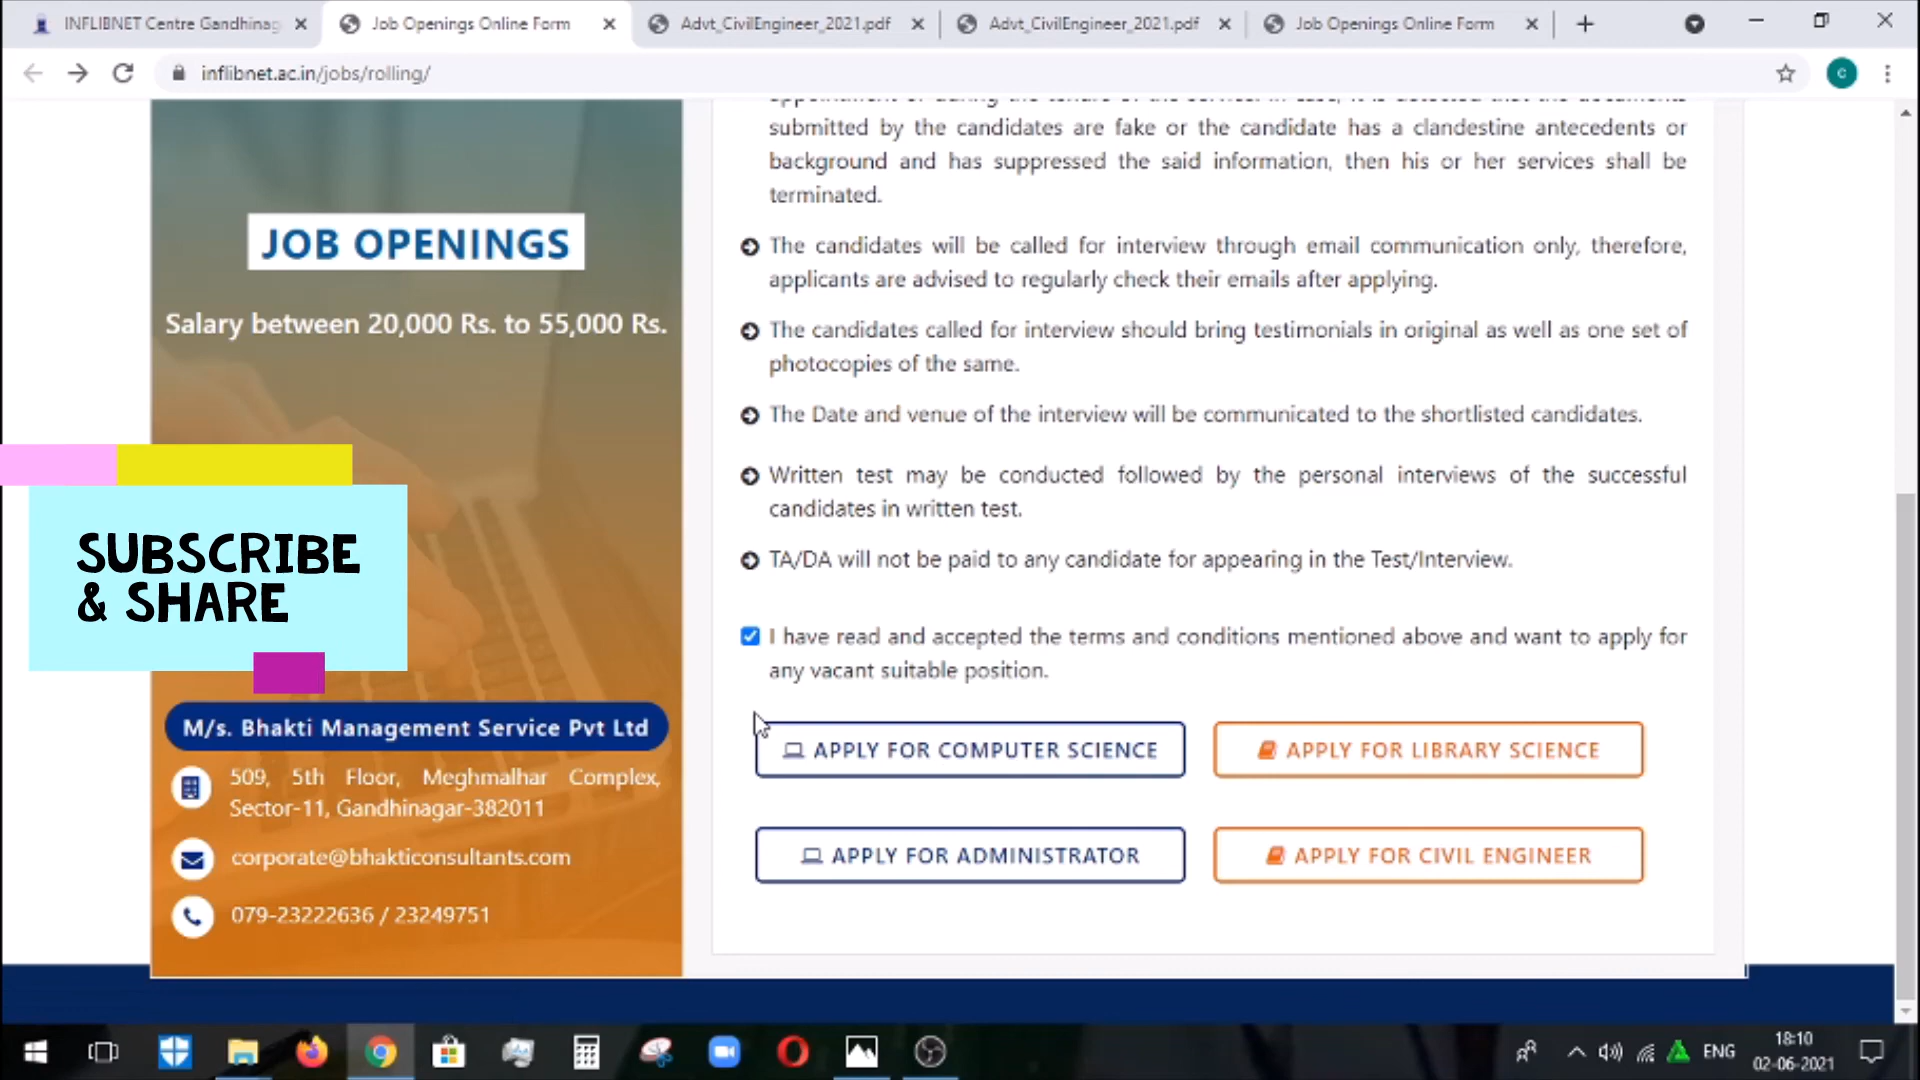 INFLIBNET Centre Gandhinag
Job Openings Online Form
Advt_CivilEngineer_2021.pdf
Advt_CivilEngineer_2021.pdf
Job Openings Online Form
inflibnet.ac.in/jobs/rolling/
C
JOB OPENINGS
Salary between 20,000 Rs. to 55,000 Rs.
SUBSCRIBE
& SHARE
M/s. Bhakti Management Service Pvt Ltd
509, 5th Floor, Meghmalhar Complex,
Sector-11, Gandhinagar-382011
corporate@bhakticonsultants.com
079-23222636 / 23249751
submitted by the candidates are fake or the candidate has a clandestine antecedents or
background and has suppressed the said information, then his or her services shall be
terminated.
The candidates will be called for interview through email communication only, therefore,
applicants are advised to regularly check their emails after applying.
The candidates called for interview should bring testimonials in original as well as one set of
photocopies of the same.
The Date and venue of the interview will be communicated to the shortlisted candidates.
Written test may be conducted followed by the personal interviews of the successful
candidates in written test.
TA/DA will not be paid to any candidate for appearing in the Test/Interview.
I have read and accepted the terms and conditions mentioned above and want to apply for
any vacant suitable position.
APPLY FOR COMPUTER SCIENCE
APPLY FOR LIBRARY SCIENCE
APPLY FOR ADMINISTRATOR
APPLY FOR CIVIL ENGINEER
ENG
18:10
02-06-2021